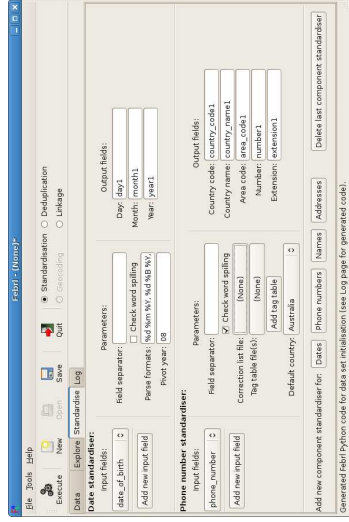 Febrl - (None)*
File Tools Help
Execute New Open Save Quit
Standardisation Deduplication
Geocoding Linkage
Data Explore Standardise Log
Date standardiser:
Input fields: Parameters: Output fields:
date_of_birth Field separator: Day: day1
Add new input field Check word spiling Month: month1
Parse formats: %d %m %Y, %d %B %Y, Year: year1
Pivot year: 08
Phone number standardiser:
Input fields: Parameters: Output fields:
phone_number Field separator: Country code: country_code1
Add new input field Check word spiling Country name: country_name1
Correction list file: (None) Area code: area_code1
Tag table file(s): (None) Number: number1
Add tag table Extension: extension1
Default country: Australia
Add new component standardiser for: Dates Phone numbers Names Addresses Delete last component standardiser
Generated Febrl Python code for data set initialisation (see Log page for generated code).